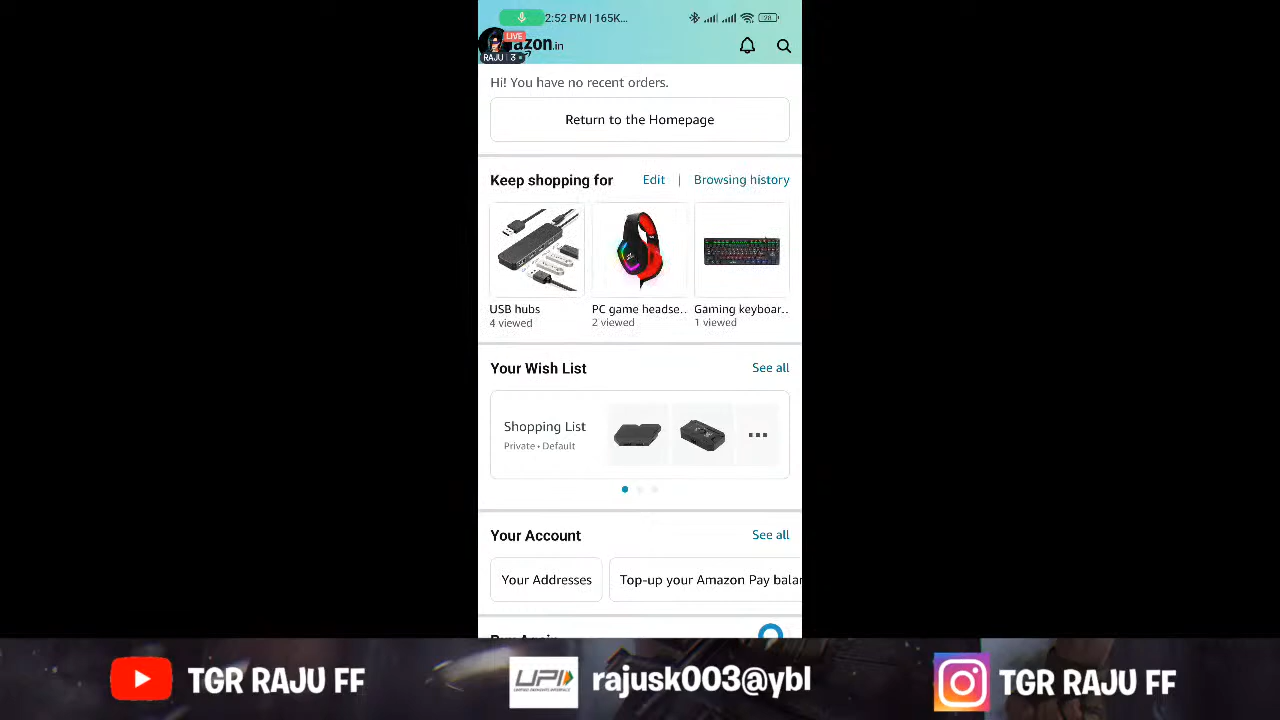 2:52 PM | 165K...
28
LIVE
azon.in
RAJU | 3
Hi! You have no recent orders.
Return to the Homepage
Keep shopping for Edit | Browsing history
USB hubs PC game headse.. Gaming keyboar..
4 viewed 2 viewed 1 viewed
Your Wish List See all
Shopping List
Private • Default
Your Account See all
Your Addresses Top-up your Amazon Pay balan
TGR RAJU FF UPI rajusk003@ybl TGR RAJU FF